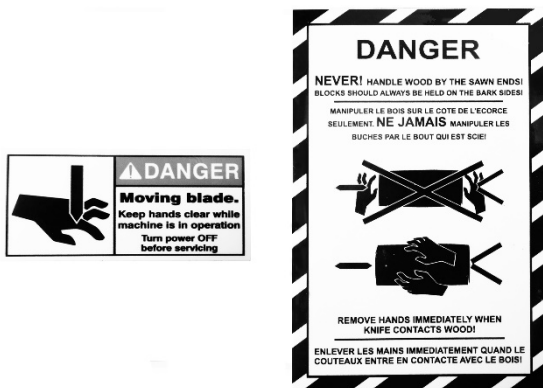 DANGER
Moving blade.
Keep hands clear while
machine is in operation
Turn power OFF
before servicing
DANGER
NEVER! HANDLE WOOD BY THE SAWN ENDS!
BLOCKS SHOULD ALWAYS BE HELD ON THE BARK SIDES!
MANIPULER LE BOIS SUR LE COTE DE L'ECORCE
SEULEMENT. NE JAMAIS MANIPULER LES
BUCHES PAR LE BOUT QUI EST SCIE!
REMOVE HANDS IMMEDIATELY WHEN
KNIFE CONTACTS WOOD!
ENLEVER LES MAINS IMMEDIATEMENT QUAND LE
COUTEAUX ENTRE EN CONTACTE AVEC LE BOIS!